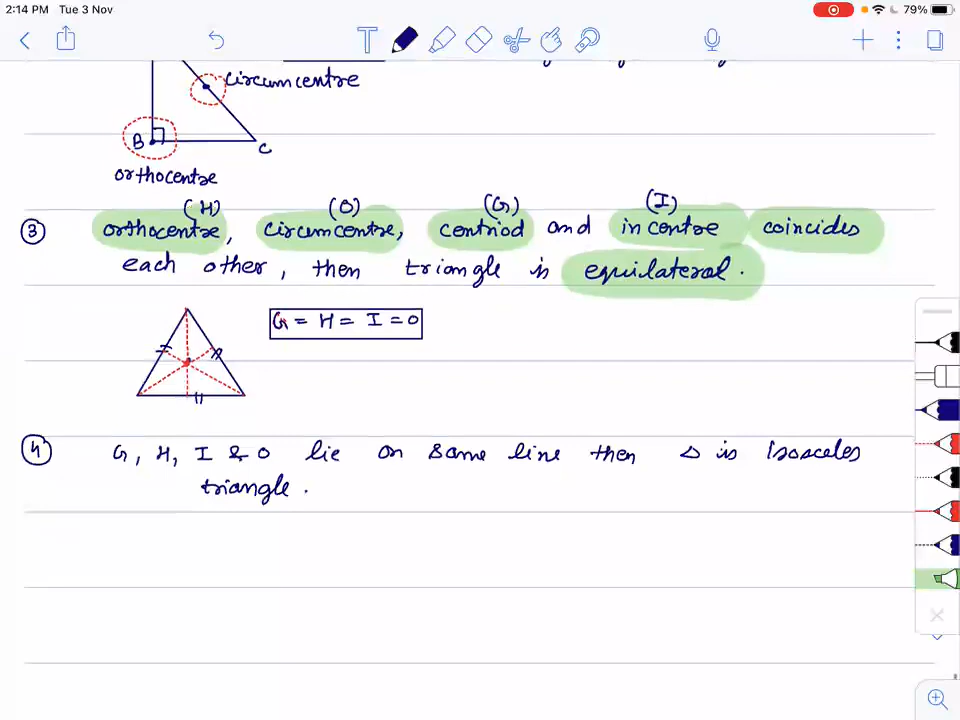 2:14 PM Tue 3 Nov
79%
T
circumcentre
B
C
orthocentre
(H) (O) (G) (I)
③ orthocentre, circumcentre, centriod and incentre coincides
each other, then triangle is equilateral.
G = H = I = O
④ G, H, I & O lie on same line then Δ is Isosceles
triangle.